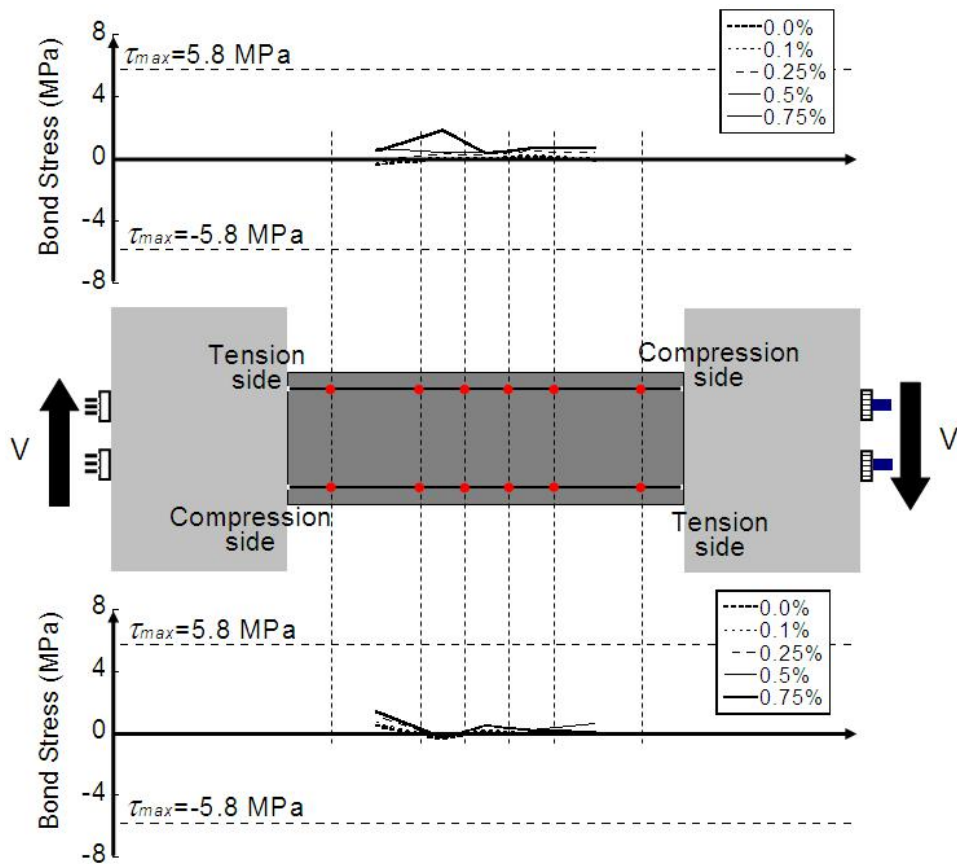 8
4
0
-4
-8
Bond Stress (MPa)
τmax=5.8 MPa
τmax=-5.8 MPa
0.0%
0.1%
0.25%
0.5%
0.75%
Tension
side
Compression
side
V
V
Compression
side
Tension
side
8
4
0
-4
-8
Bond Stress (MPa)
τmax=5.8 MPa
τmax=-5.8 MPa
0.0%
0.1%
0.25%
0.5%
0.75%